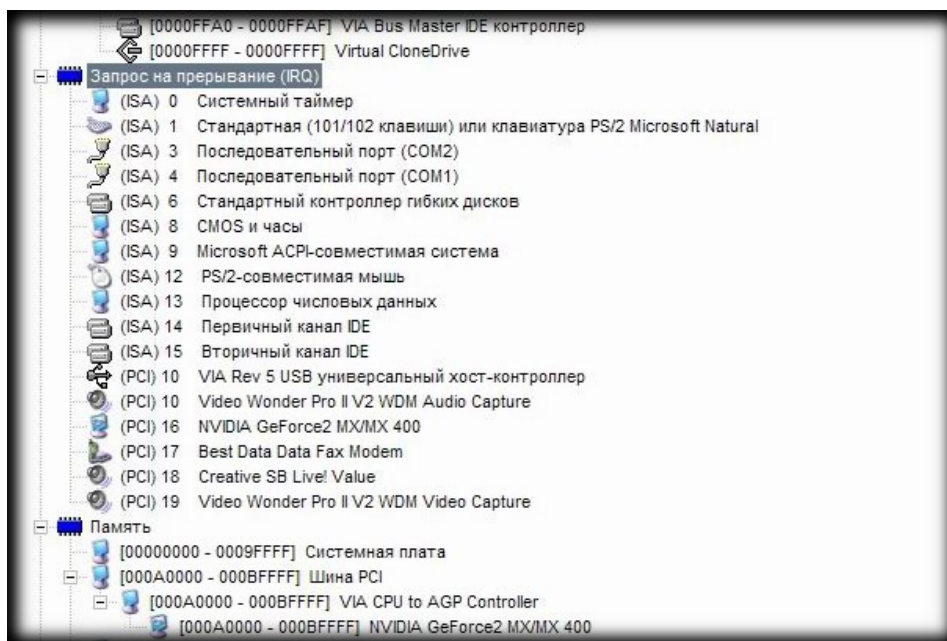 [0000FFA0 - 0000FFAF] VIA Bus Master IDE контроллер
[0000FFFF - 0000FFFF] Virtual CloneDrive
Запрос на прерывание (IRQ)
(ISA) 0 Системный таймер
(ISA) 1 Стандартная (101/102 клавиши) или клавиатура PS/2 Microsoft Natural
(ISA) 3 Последовательный порт (COM2)
(ISA) 4 Последовательный порт (COM1)
(ISA) 6 Стандартный контроллер гибких дисков
(ISA) 8 CMOS и часы
(ISA) 9 Microsoft ACPI-совместимая система
(ISA) 12 PS/2-совместимая мышь
(ISA) 13 Процессор числовых данных
(ISA) 14 Первичный канал IDE
(ISA) 15 Вторичный канал IDE
(PCI) 10 VIA Rev 5 USB универсальный хост-контроллер
(PCI) 10 Video Wonder Pro II V2 WDM Audio Capture
(PCI) 16 NVIDIA GeForce2 MX/MX 400
(PCI) 17 Best Data Data Fax Modem
(PCI) 18 Creative SB Live! Value
(PCI) 19 Video Wonder Pro II V2 WDM Video Capture
Память
[00000000 - 0009FFFF] Системная плата
[000A0000 - 000BFFFF] Шина PCI
[000A0000 - 000BFFFF] VIA CPU to AGP Controller
[000A0000 - 000BFFFF] NVIDIA GeForce2 MX/MX 400